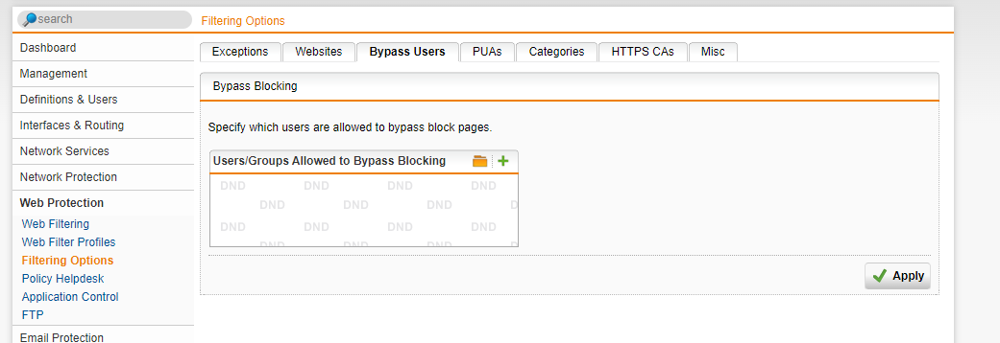 search
Filtering Options
Dashboard
Management
Definitions & Users
Interfaces & Routing
Network Services
Network Protection
Web Protection
Web Filtering
Web Filter Profiles
Filtering Options
Policy Helpdesk
Application Control
FTP
Email Protection
Exceptions Websites Bypass Users PUAs Categories HTTPS CAs Misc
Bypass Blocking
Specify which users are allowed to bypass block pages.
Users/Groups Allowed to Bypass Blocking
DND DND DND DND
DND DND DND D
DND DND DND DND
DND DND DND D
Apply